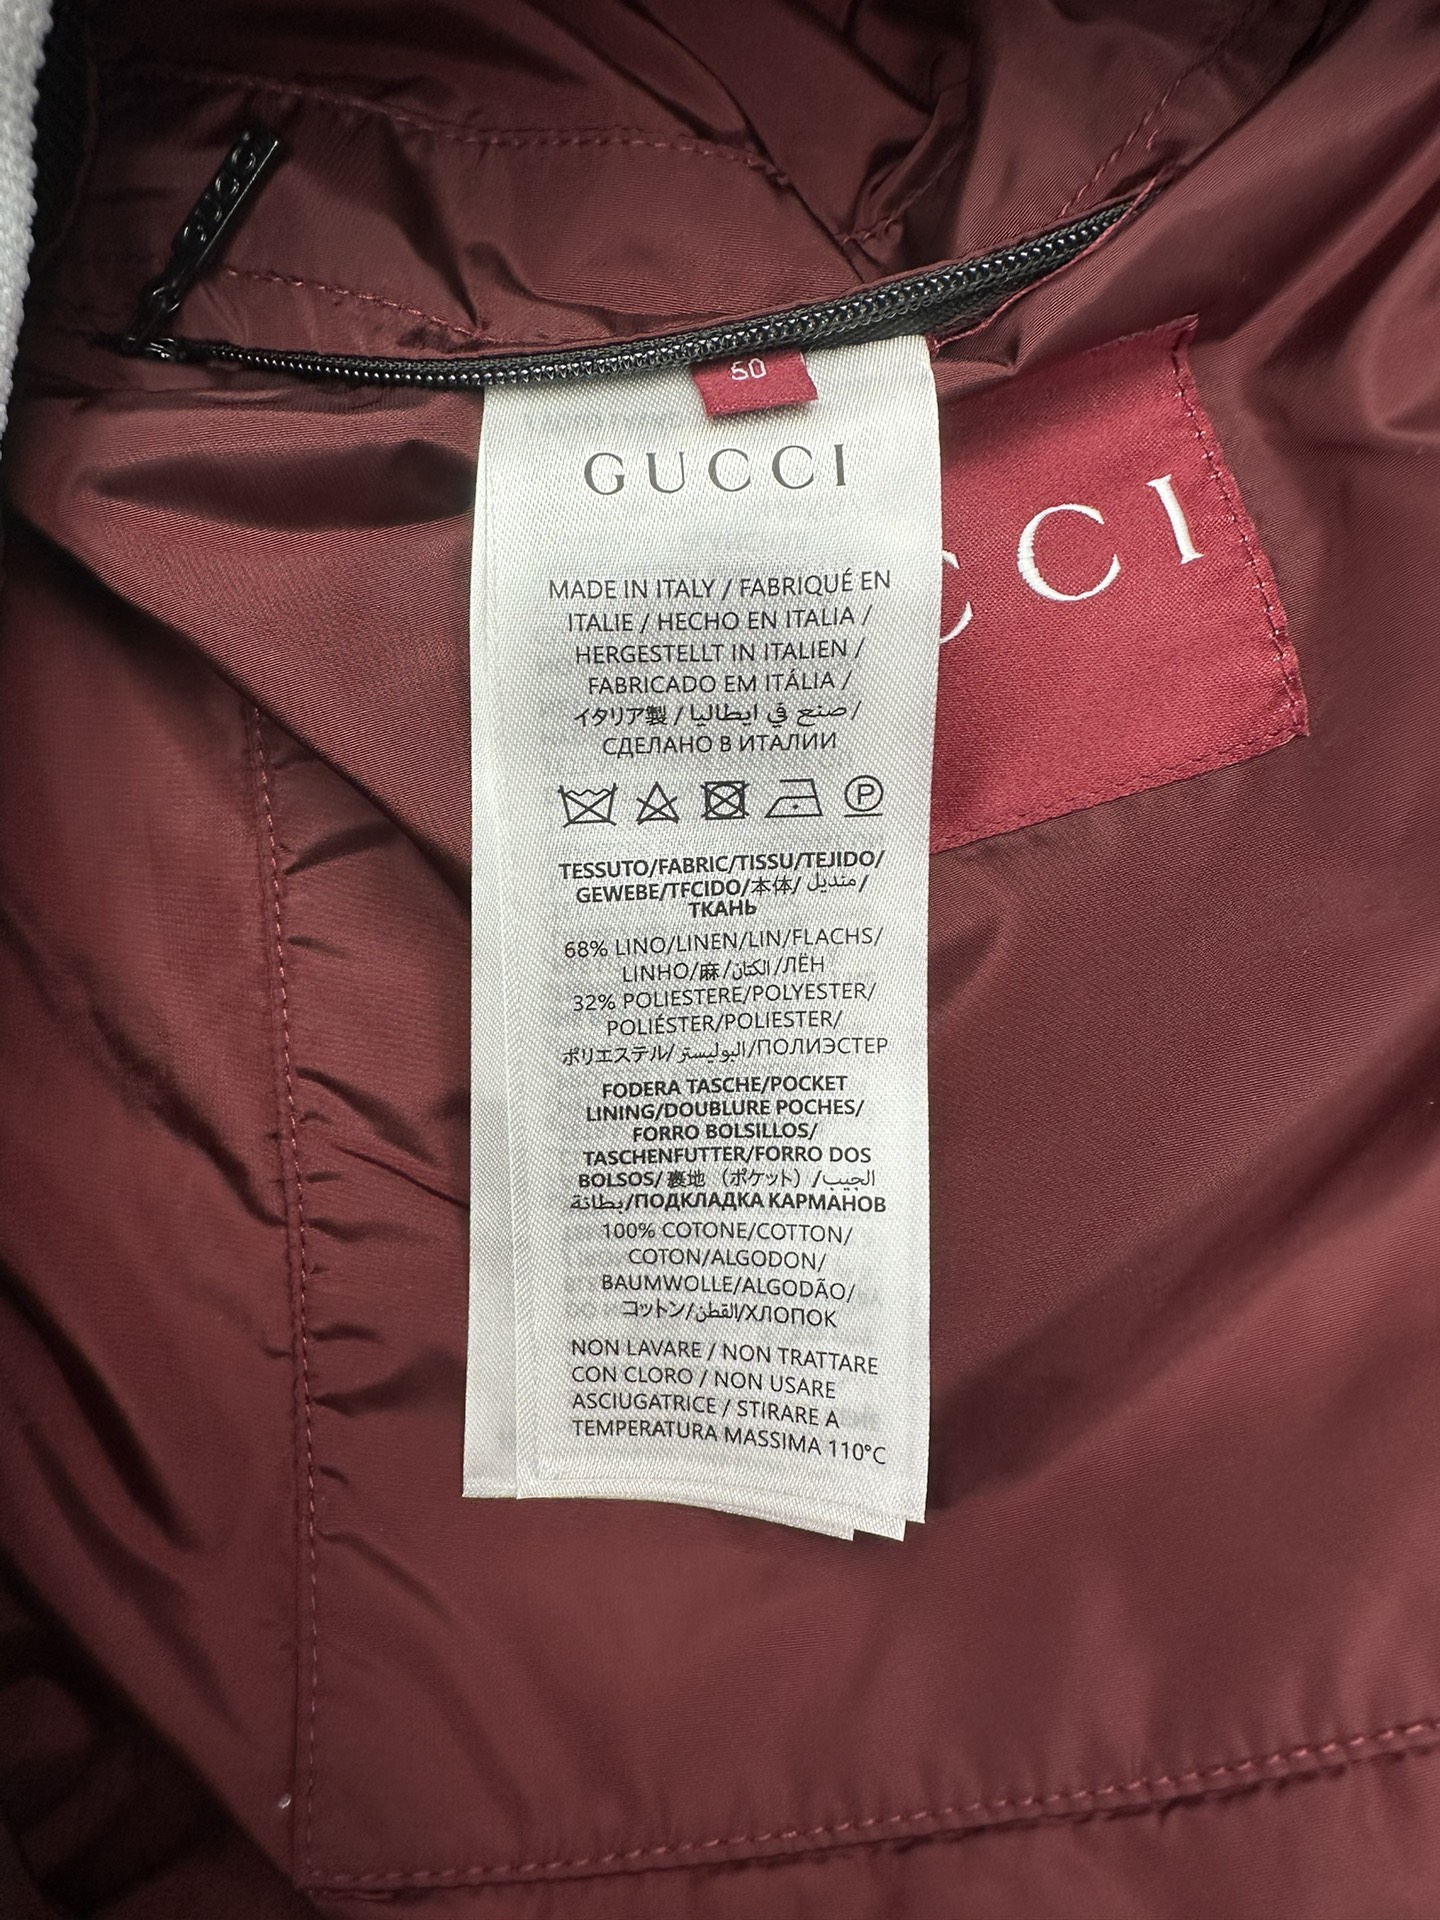 GUCCI
50
GUCCI
CCI
MADE IN ITALY / FABRIQUÉ EN
ITALIE / HECHO EN ITALIA /
HERGESTELLT IN ITALIEN /
FABRICADO EM ITÁLIA /
イタリア製 / صنع في ايطاليا /
СДЕЛАНО В ИТАЛИИ
P
TESSUTO/FABRIC/TISSU/TEJIDO/
GEWEBE/TFCIDO/本体/ منديل /
ТКАНЬ
68% LINO/LINEN/LIN/FLACHS/
LINHO/麻/الكتان/ЛЁН
32% POLIESTERE/POLYESTER/
POLIÉSTER/POLIESTER/
ポリエステル/البوليستر/ПОЛИЭСТЕР
FODERA TASCHE/POCKET
LINING/DOUBLURE POCHES/
FORRO BOLSILLOS/
TASCHENFUTTER/FORRO DOS
BOLSOS/ 裏地 （ポケット）/الجيب
بطانة/ПОДКЛАДКА КАРМАНОВ
100% COTONE/COTTON/
COTON/ALGODON/
BAUMWOLLE/ALGODÃO/
コットン/القطن/ХЛОПОК
NON LAVARE / NON TRATTARE
CON CLORO / NON USARE
ASCIUGATRICE / STIRARE A
TEMPERATURA MASSIMA 110°C